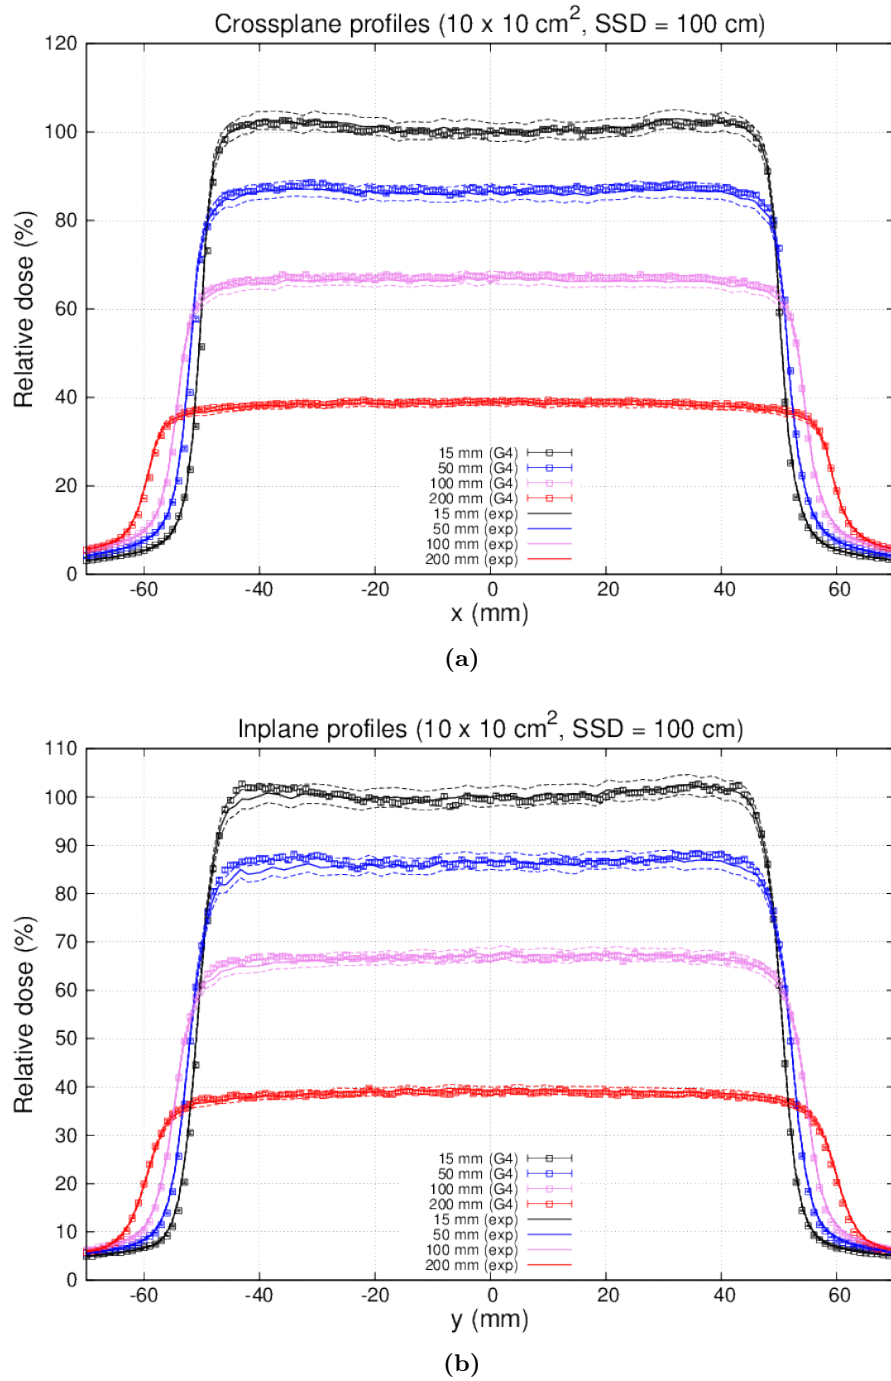 Crossplane profiles (10 x 10 cm², SSD = 100 cm)
120
100
80
60
40
20
0
Relative dose (%)
15 mm (G4)
50 mm (G4)
100 mm (G4)
200 mm (G4)
15 mm (exp)
50 mm (exp)
100 mm (exp)
200 mm (exp)
-60 -40 -20 0 20 40 60
x (mm)
(a)
Inplane profiles (10 x 10 cm², SSD = 100 cm)
110
100
90
80
70
60
50
40
30
20
10
0
Relative dose (%)
15 mm (G4)
50 mm (G4)
100 mm (G4)
200 mm (G4)
15 mm (exp)
50 mm (exp)
100 mm (exp)
200 mm (exp)
-60 -40 -20 0 20 40 60
y (mm)
(b)